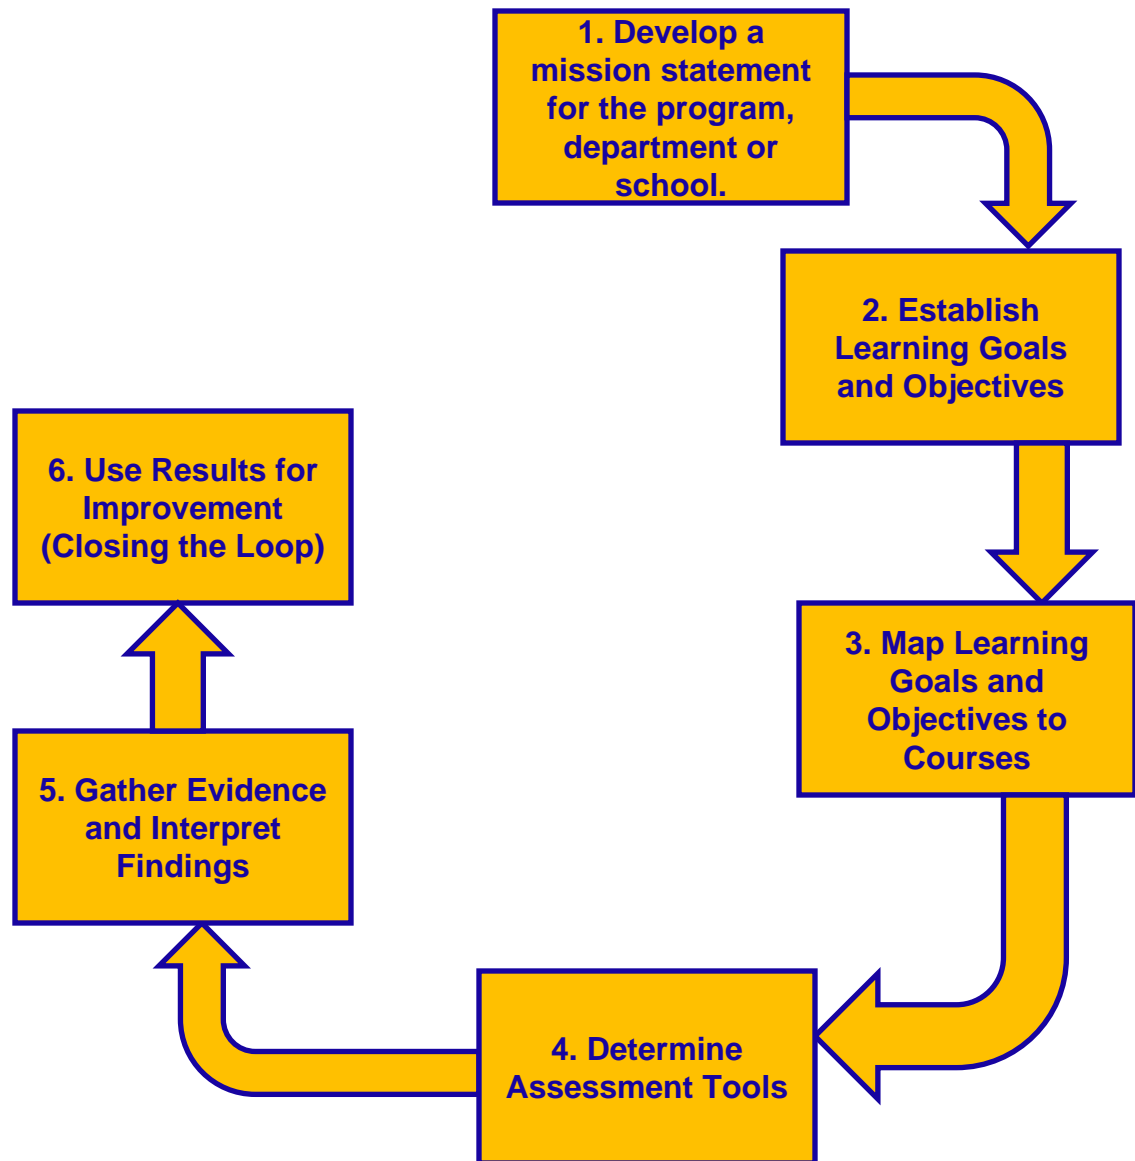 1. Develop a
mission statement
for the program,
department or
school.
2. Establish
Learning Goals
and Objectives
3. Map Learning
Goals and
Objectives to
Courses
4. Determine
Assessment Tools
5. Gather Evidence
and Interpret
Findings
6. Use Results for
Improvement
(Closing the Loop)